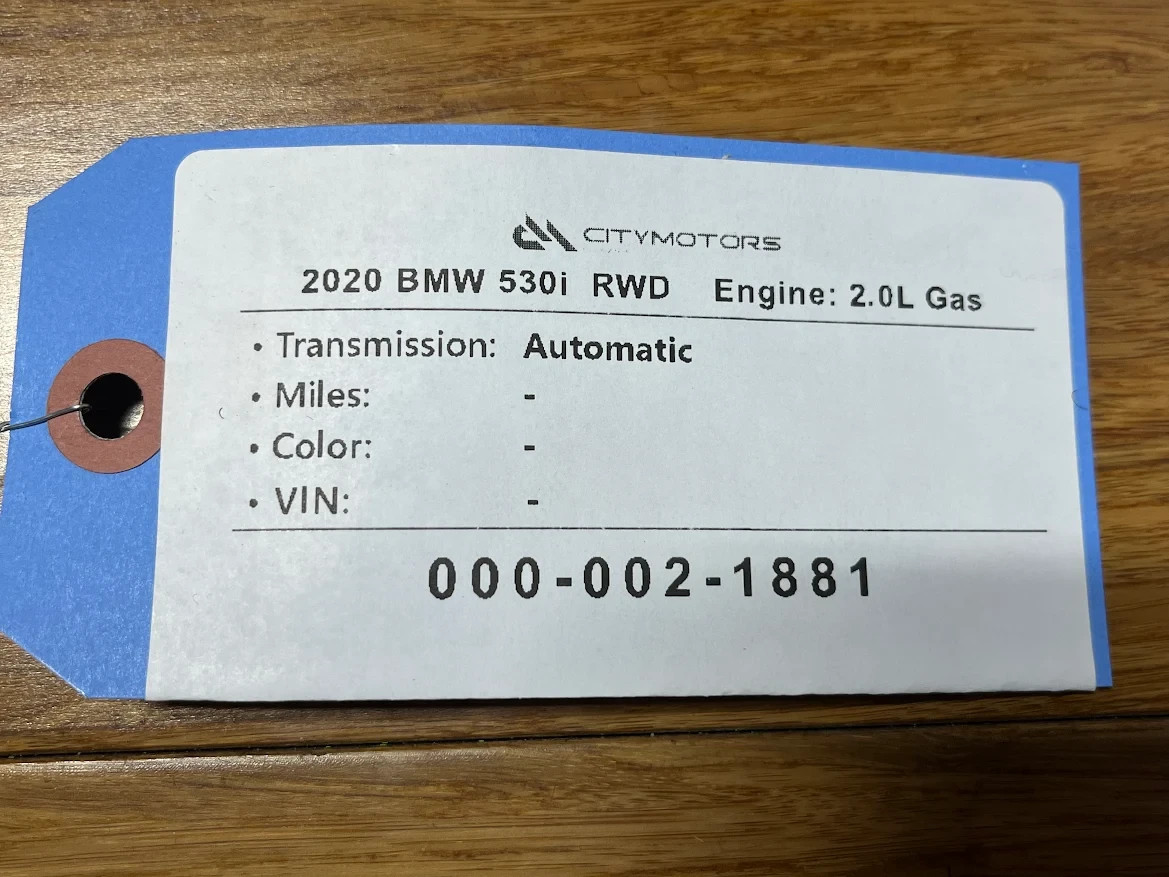 CITYMOTORS
2020 BMW 530i RWD Engine: 2.0L Gas
• Transmission: Automatic
• Miles: -
• Color: -
• VIN: -
000-002-1881